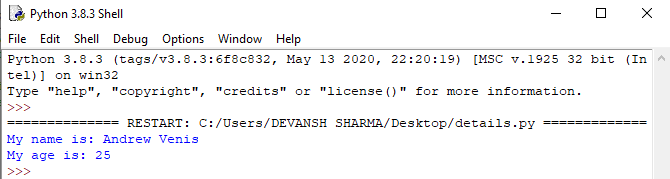 Python 3.8.3 Shell
File Edit Shell Debug Options Window Help
Python 3.8.3 (tags/v3.8.3:6f8c832, May 13 2020, 22:20:19) [MSC v.1925 32 bit (In
tel)] on win32
Type "help", "copyright", "credits" or "license()" for more information.
>>>
============== RESTART: C:/Users/DEVANSH SHARMA/Desktop/details.py =============
My name is: Andrew Venis
My age is: 25
>>>